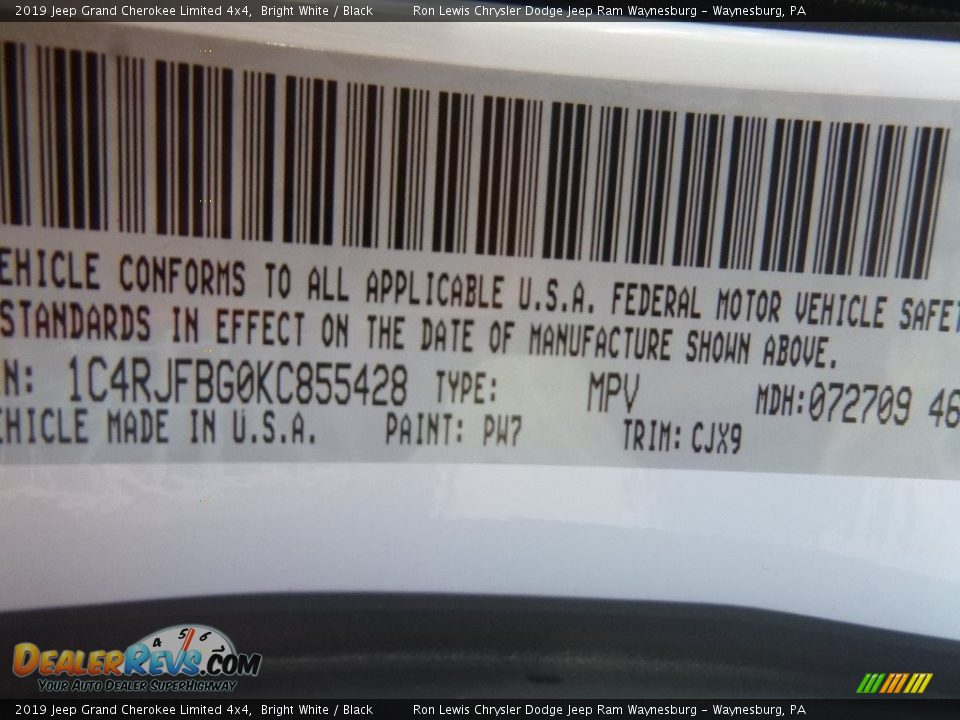 2019 Jeep Grand Cherokee Limited 4x4, Bright White / Black Ron Lewis Chrysler Dodge Jeep Ram Waynesburg - Waynesburg, PA
EHICLE CONFORMS TO ALL APPLICABLE U.S.A. FEDERAL MOTOR VEHICLE SAFET
STANDARDS IN EFFECT ON THE DATE OF MANUFACTURE SHOWN ABOVE.
N: 1C4RJFBG0KC855428 TYPE: MPV MDH:072709 46
EHICLE MADE IN U.S.A. PAINT: PW7 TRIM: CJX9
4 5 6
DealerRevs.com
Your Auto Dealer SuperHighway
2019 Jeep Grand Cherokee Limited 4x4, Bright White / Black Ron Lewis Chrysler Dodge Jeep Ram Waynesburg - Waynesburg, PA